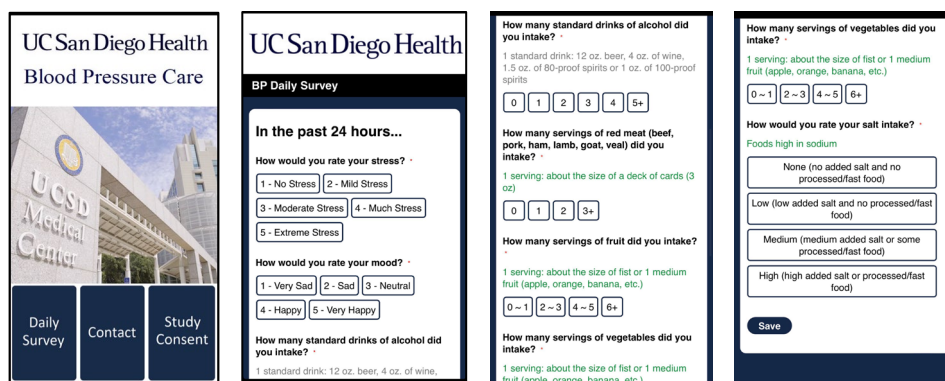 UC San Diego Health
Blood Pressure Care
UCSD
Medical
Center
Daily
Survey
Contact
Study
Consent
UC San Diego Health
BP Daily Survey
In the past 24 hours...
How would you rate your stress? *
1 - No Stress
2 - Mild Stress
3 - Moderate Stress
4 - Much Stress
5 - Extreme Stress
How would you rate your mood? *
1 - Very Sad
2 - Sad
3 - Neutral
4 - Happy
5 - Very Happy
How many standard drinks of alcohol did
you intake? *
1 standard drink: 12 oz. beer, 4 oz. of wine,
How many standard drinks of alcohol did
you intake? *
1 standard drink: 12 oz. beer, 4 oz. of wine,
1.5 oz. of 80-proof spirits or 1 oz. of 100-proof
spirits
0 1 2 3 4 5+
How many servings of red meat (beef,
pork, ham, lamb, goat, veal) did you
intake? *
1 serving: about the size of a deck of cards (3
oz)
0 1 2 3+
How many servings of fruit did you intake?
*
1 serving: about the size of fist or 1 medium
fruit (apple, orange, banana, etc.)
0 ~ 1 2 ~ 3 4 ~ 5 6+
How many servings of vegetables did you
intake? *
1 serving: about the size of fist or 1 medium
fruit (apple, orange, banana, etc.)
How many servings of vegetables did you
intake? *
1 serving: about the size of fist or 1 medium
fruit (apple, orange, banana, etc.)
0 ~ 1 2 ~ 3 4 ~ 5 6+
How would you rate your salt intake? *
Foods high in sodium
None (no added salt and no
processed/fast food)
Low (low added salt and no processed/fast
food)
Medium (medium added salt or some
processed/fast food)
High (high added salt or processed/fast
food)
Save